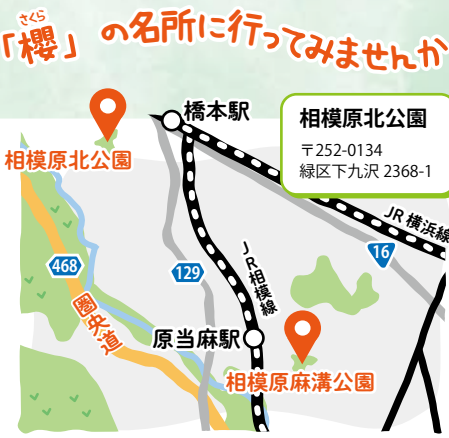 さくら
「櫻」の名所に行ってみませんか
橋本駅
相模原北公園
〒252-0134
緑区下九沢 2368-1
相模原北公園
JR横浜線
16
JR相模線
468
129
圏央道
原当麻駅
相模原麻溝公園